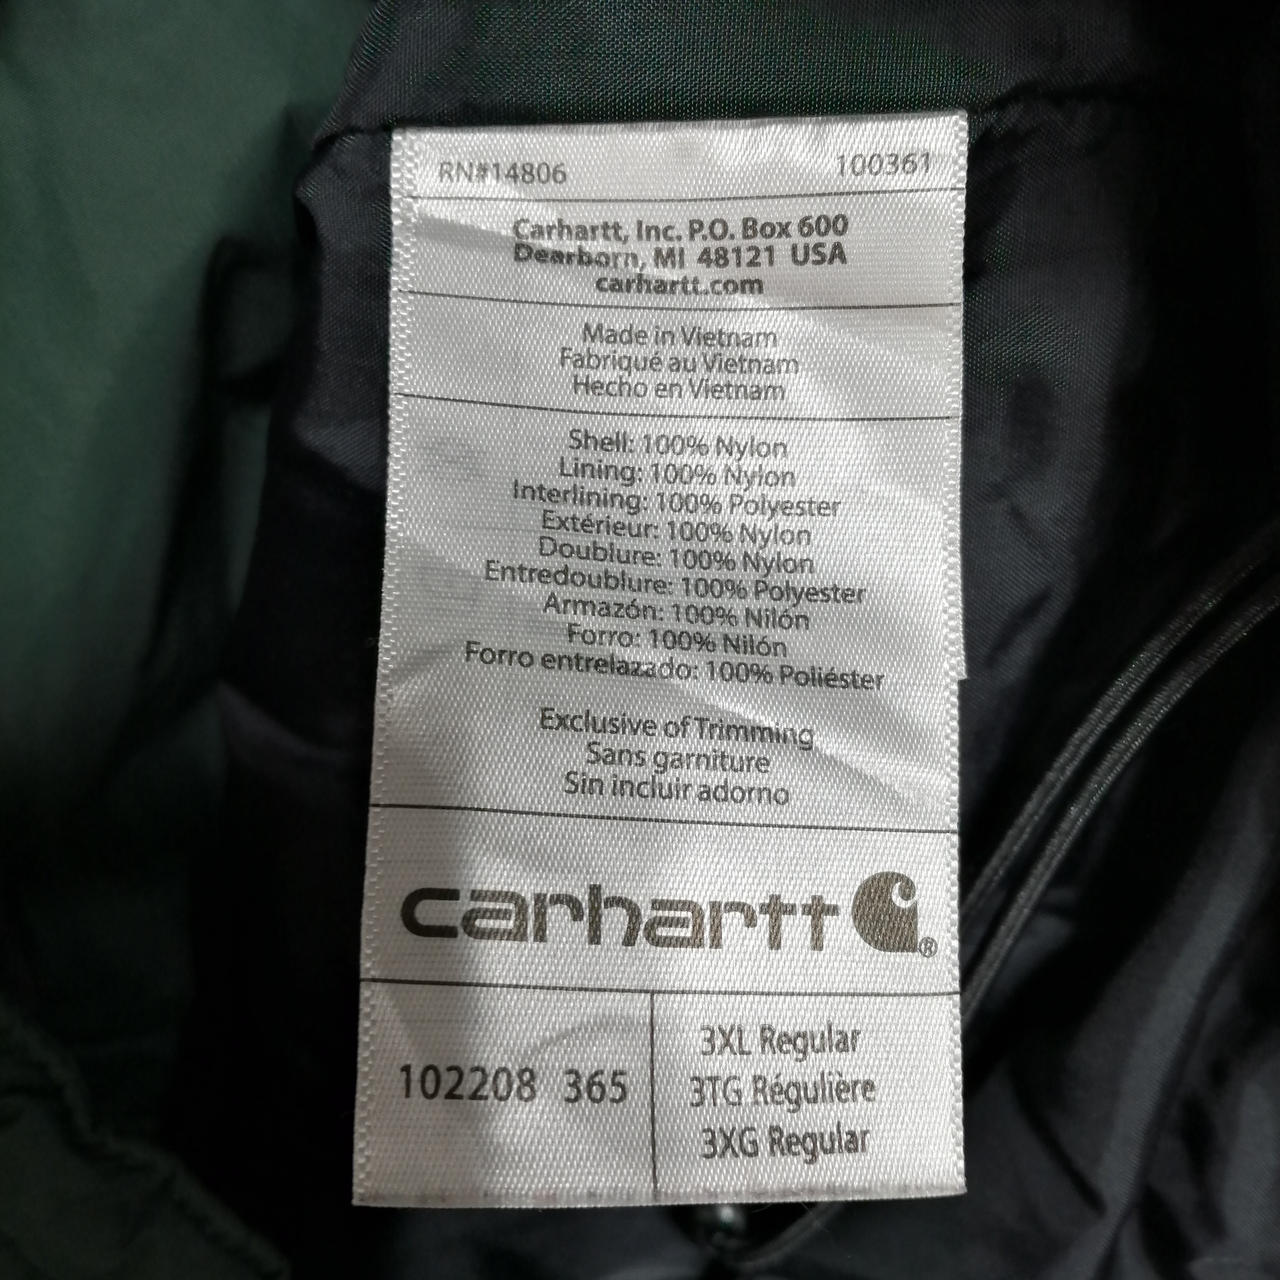 RN#14806 100361
Carhartt, Inc. P.O. Box 600
Dearborn, MI 48121 USA
carhartt.com
Made in Vietnam
Fabriqué au Vietnam
Hecho en Vietnam
Shell: 100% Nylon
Lining: 100% Nylon
Interlining: 100% Polyester
Extérieur: 100% Nylon
Doublure: 100% Nylon
Entredoublure: 100% Polyester
Armazón: 100% Nilón
Forro: 100% Nilón
Forro entrelazado: 100% Poliéster
Exclusive of Trimming
Sans garniture
Sin incluir adorno
carhartt®
102208 365
3XL Regular
3TG Régulière
3XG Regular